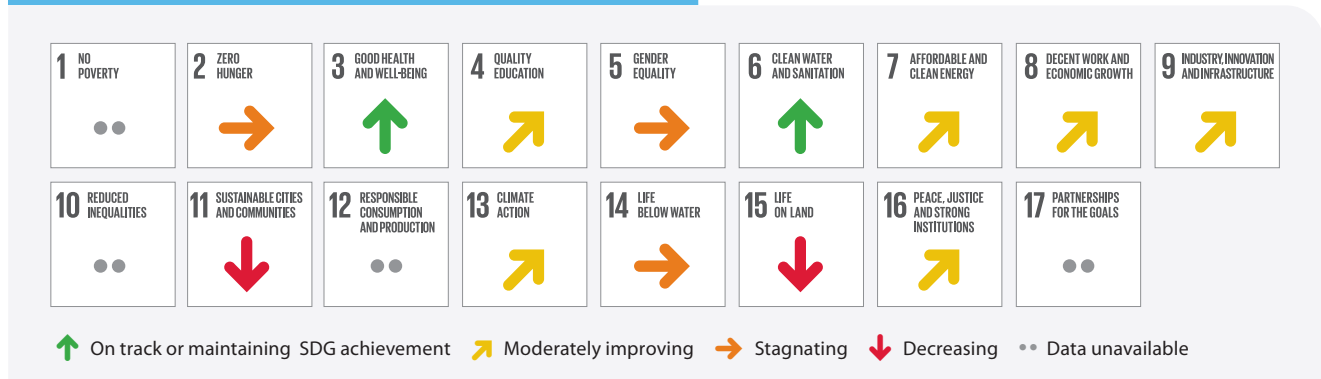 1 NO POVERTY
2 ZERO HUNGER
3 GOOD HEALTH AND WELL-BEING
4 QUALITY EDUCATION
5 GENDER EQUALITY
6 CLEAN WATER AND SANITATION
7 AFFORDABLE AND CLEAN ENERGY
8 DECENT WORK AND ECONOMIC GROWTH
9 INDUSTRY, INNOVATION AND INFRASTRUCTURE
10 REDUCED INEQUALITIES
11 SUSTAINABLE CITIES AND COMMUNITIES
12 RESPONSIBLE CONSUMPTION AND PRODUCTION
13 CLIMATE ACTION
14 LIFE BELOW WATER
15 LIFE ON LAND
16 PEACE, JUSTICE AND STRONG INSTITUTIONS
17 PARTNERSHIPS FOR THE GOALS
On track or maintaining SDG achievement Moderately improving Stagnating Decreasing Data unavailable